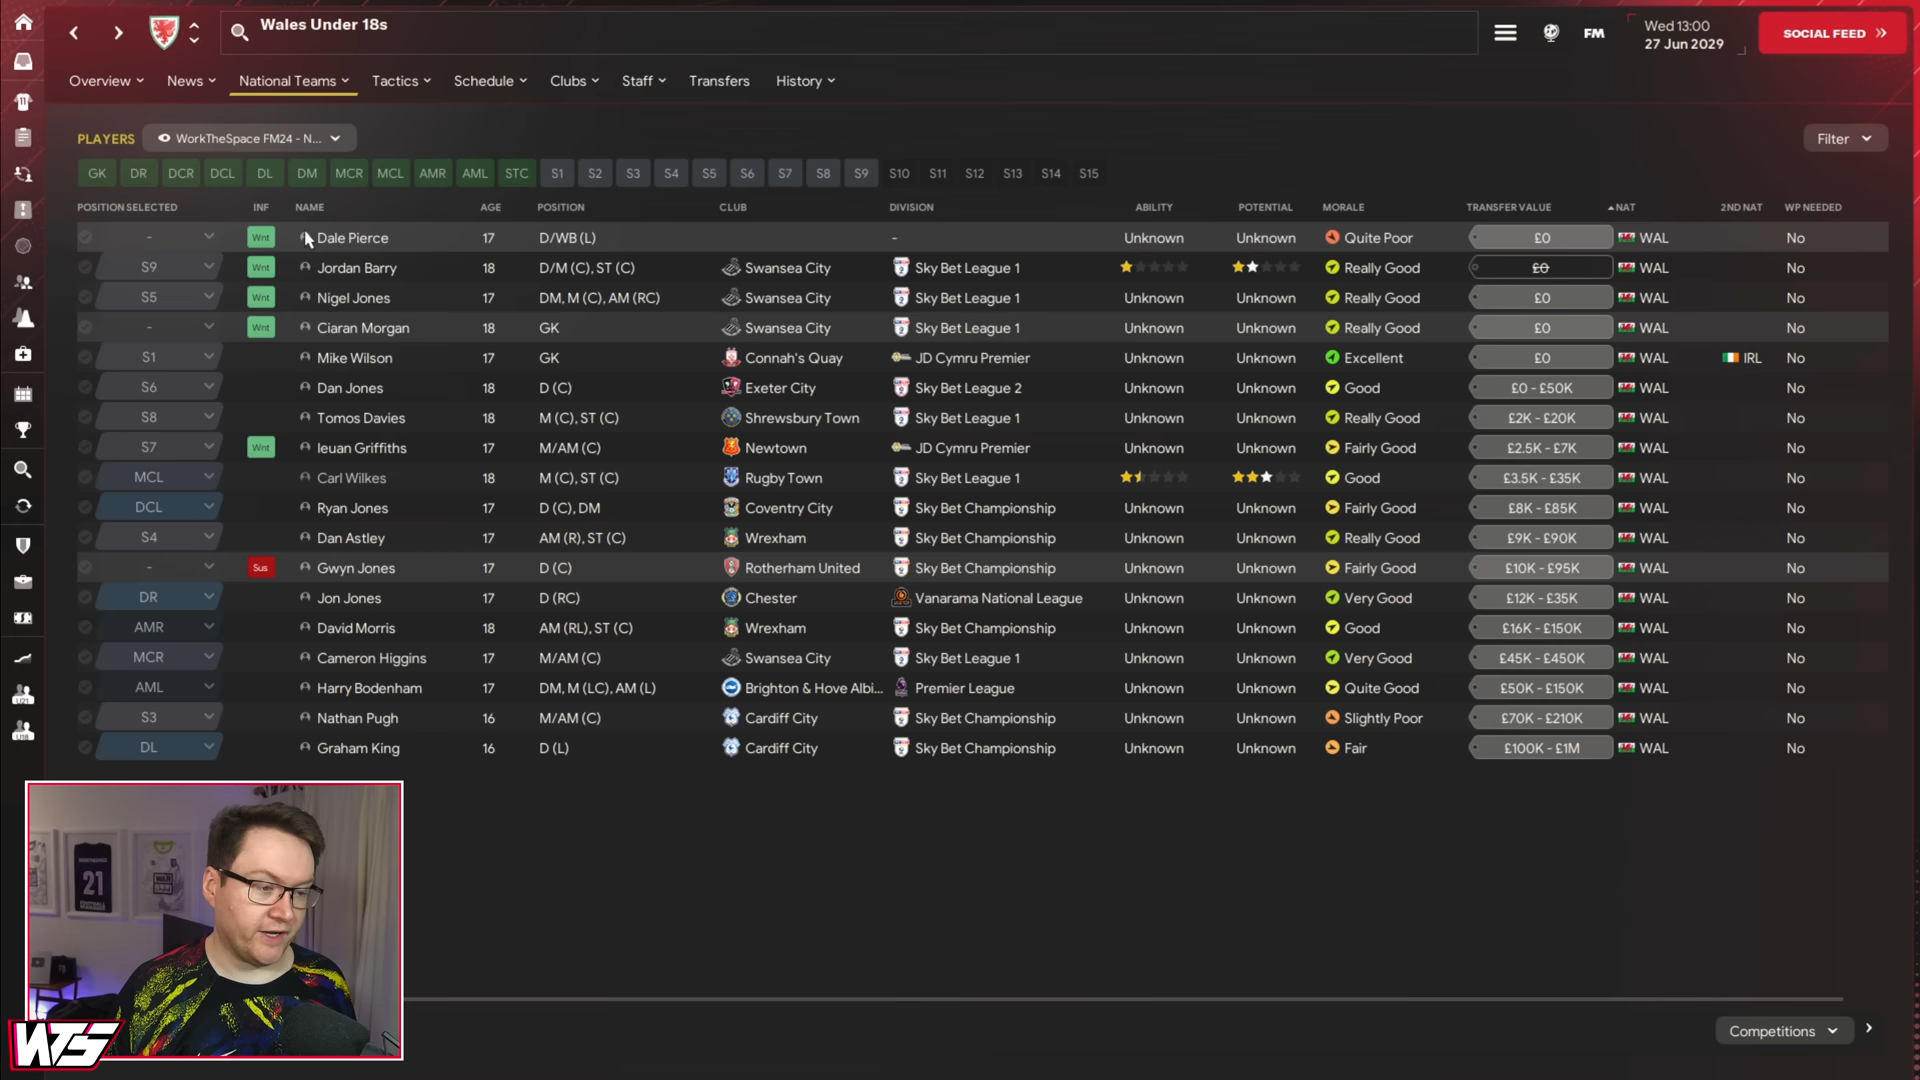 Wales Under 18s
FM
Wed 13:00
27 Jun 2029
SOCIAL FEED
Overview News National Teams Tactics Schedule Clubs Staff Transfers History
PLAYERS WorkTheSpace FM24 - N... Filter
GK DR DCR DCL DL DM MCR MCL AMR AML STC S1 S2 S3 S4 S5 S6 S7 S8 S9 S10 S11 S12 S13 S14 S15
POSITION SELECTED INF NAME AGE POSITION CLUB DIVISION ABILITY POTENTIAL MORALE TRANSFER VALUE NAT 2ND NAT WP NEEDED
- Wnt Dale Pierce 17 D/WB (L) - Unknown Unknown Quite Poor £0 WAL No
S9 Wnt Jordan Barry 18 D/M (C), ST (C) Swansea City Sky Bet League 1 Really Good £0 WAL No
S5 Wnt Nigel Jones 17 DM, M (C), AM (RC) Swansea City Sky Bet League 1 Unknown Unknown Really Good £0 WAL No
- Wnt Ciaran Morgan 18 GK Swansea City Sky Bet League 1 Unknown Unknown Really Good £0 WAL No
S1 Mike Wilson 17 GK Connah's Quay JD Cymru Premier Unknown Unknown Excellent £0 WAL IRL No
S6 Dan Jones 18 D (C) Exeter City Sky Bet League 2 Unknown Unknown Good £0 - £50K WAL No
S8 Tomos Davies 18 M (C), ST (C) Shrewsbury Town Sky Bet League 1 Unknown Unknown Really Good £2K - £20K WAL No
S7 Wnt Ieuan Griffiths 17 M/AM (C) Newtown JD Cymru Premier Unknown Unknown Fairly Good £2.5K - £7K WAL No
MCL Carl Wilkes 18 M (C), ST (C) Rugby Town Sky Bet League 1 Good £3.5K - £35K WAL No
DCL Ryan Jones 17 D (C), DM Coventry City Sky Bet Championship Unknown Unknown Fairly Good £8K - £85K WAL No
S4 Dan Astley 17 AM (R), ST (C) Wrexham Sky Bet Championship Unknown Unknown Really Good £9K - £90K WAL No
- Sus Gwyn Jones 17 D (C) Rotherham United Sky Bet Championship Unknown Unknown Fairly Good £10K - £95K WAL No
DR Jon Jones 17 D (RC) Chester Vanarama National League Unknown Unknown Very Good £12K - £35K WAL No
AMR David Morris 18 AM (RL), ST (C) Wrexham Sky Bet Championship Unknown Unknown Good £16K - £150K WAL No
MCR Cameron Higgins 17 M/AM (C) Swansea City Sky Bet League 1 Unknown Unknown Very Good £45K - £450K WAL No
AML Harry Bodenham 17 DM, M (LC), AM (L) Brighton & Hove Albi... Premier League Unknown Unknown Quite Good £50K - £150K WAL No
S3 Nathan Pugh 16 M/AM (C) Cardiff City Sky Bet Championship Unknown Unknown Slightly Poor £70K - £210K WAL No
DL Graham King 16 D (L) Cardiff City Sky Bet Championship Unknown Unknown Fair £100K - £1M WAL No
21
WTS
Competitions